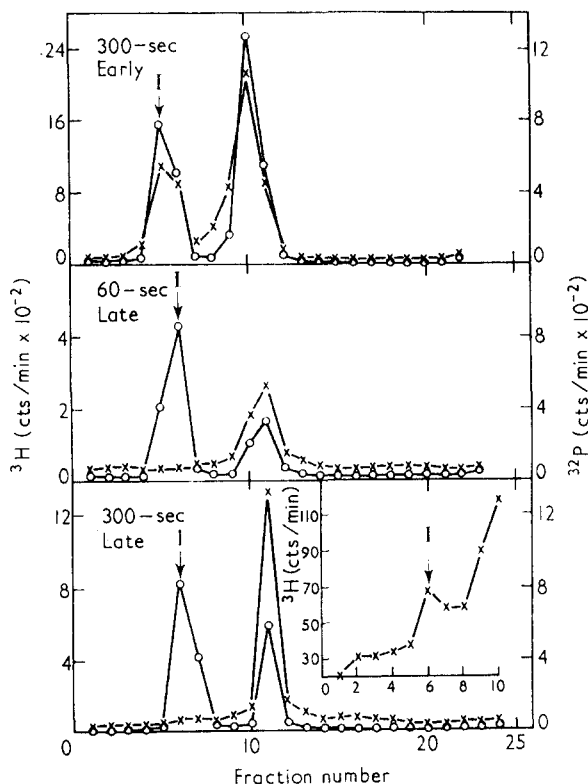 300-sec
Early
I
24
16
8
0
12
8
4
0
60-sec
Late
I
4
2
0
8
4
0
³H (cts/min x 10⁻²)
³²P (cts/min x 10⁻²)
300-sec
Late
I
12
8
4
0
12
8
4
0
³H (cts/min)
110
90
70
50
30
I
0 2 4 6 8 10
0 10 20 25
Fraction number